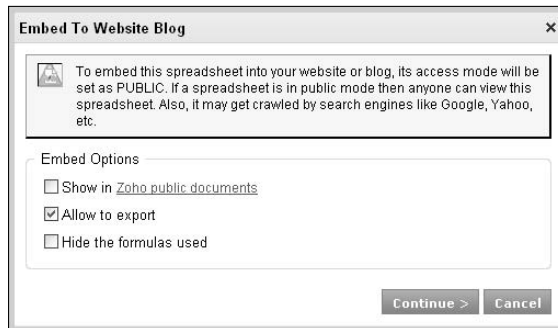 Embed To Website Blog
×
To embed this spreadsheet into your website or blog, its access mode will be
set as PUBLIC. If a spreadsheet is in public mode then anyone can view this
spreadsheet. Also, it may get crawled by search engines like Google, Yahoo,
etc.
Embed Options
Show in Zoho public documents
Allow to export
Hide the formulas used
Continue > Cancel